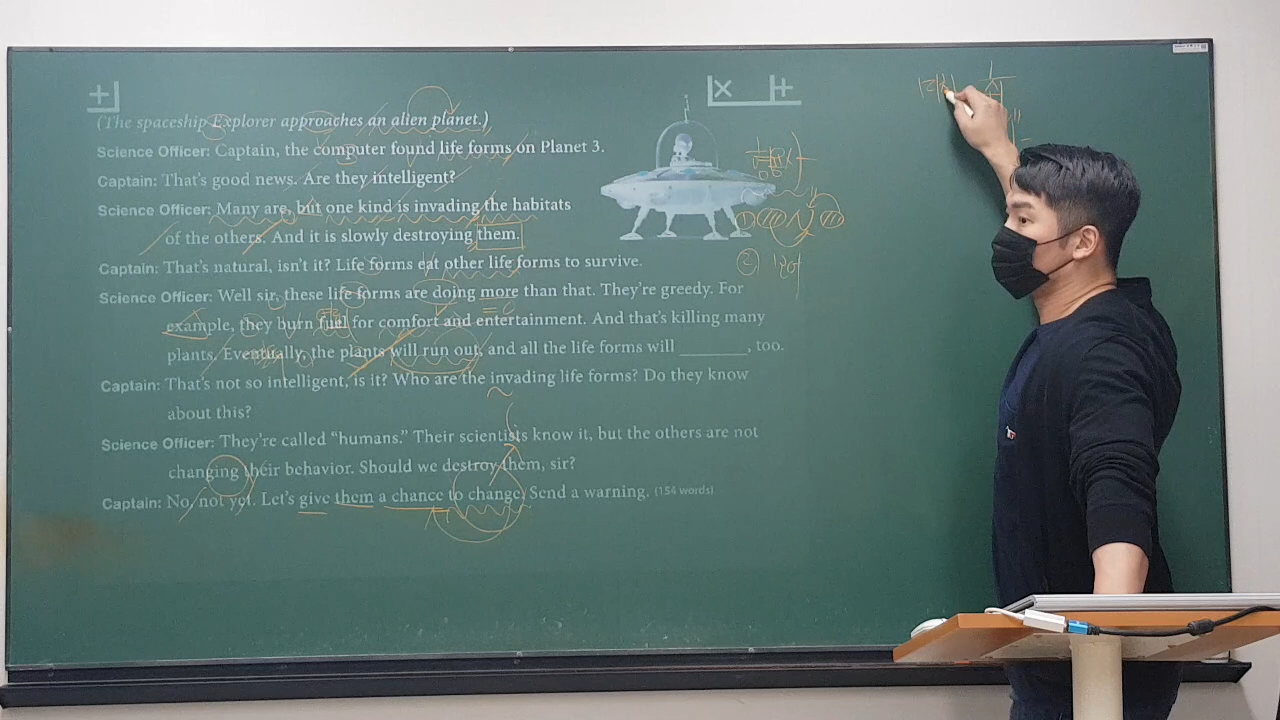 (The spaceship Explorer approaches an alien planet.)
Science Officer: Captain, the computer found life forms on Planet 3.
Captain: That's good news. Are they intelligent?
Science Officer: Many are, but one kind is invading the habitats
of the others. And it is slowly destroying them.
Captain: That's natural, isn't it? Life forms eat other life forms to survive.
Science Officer: Well sir, these life forms are doing more than that. They're greedy. For
example, they burn fuel for comfort and entertainment. And that's killing many
plants. Eventually, the plants will run out, and all the life forms will ________, too.
Captain: That's not so intelligent, is it? Who are the invading life forms? Do they know
about this?
Science Officer: They're called "humans." Their scientists know it, but the others are not
changing their behavior. Should we destroy them, sir?
Captain: No, not yet. Let's give them a chance to change. Send a warning. (154 words)